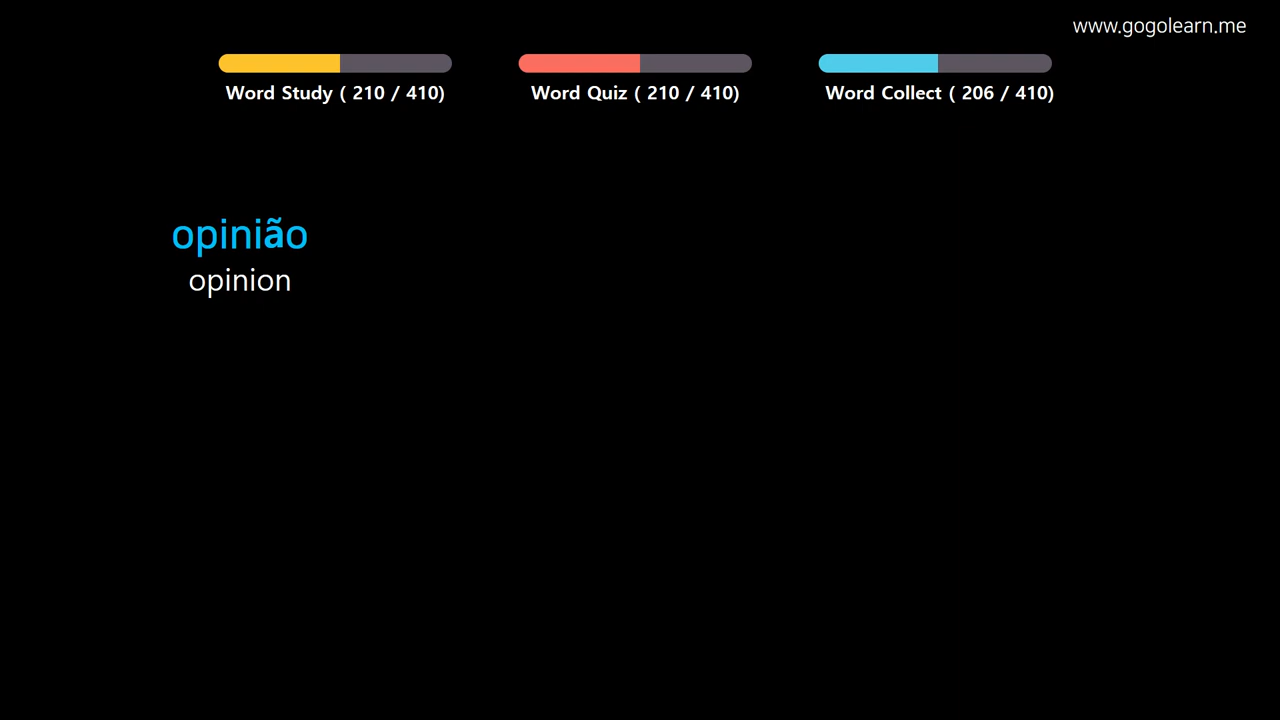 www.gogolearn.me
Word Study ( 210 / 410)
Word Quiz ( 210 / 410)
Word Collect ( 206 / 410)
opinião
opinion